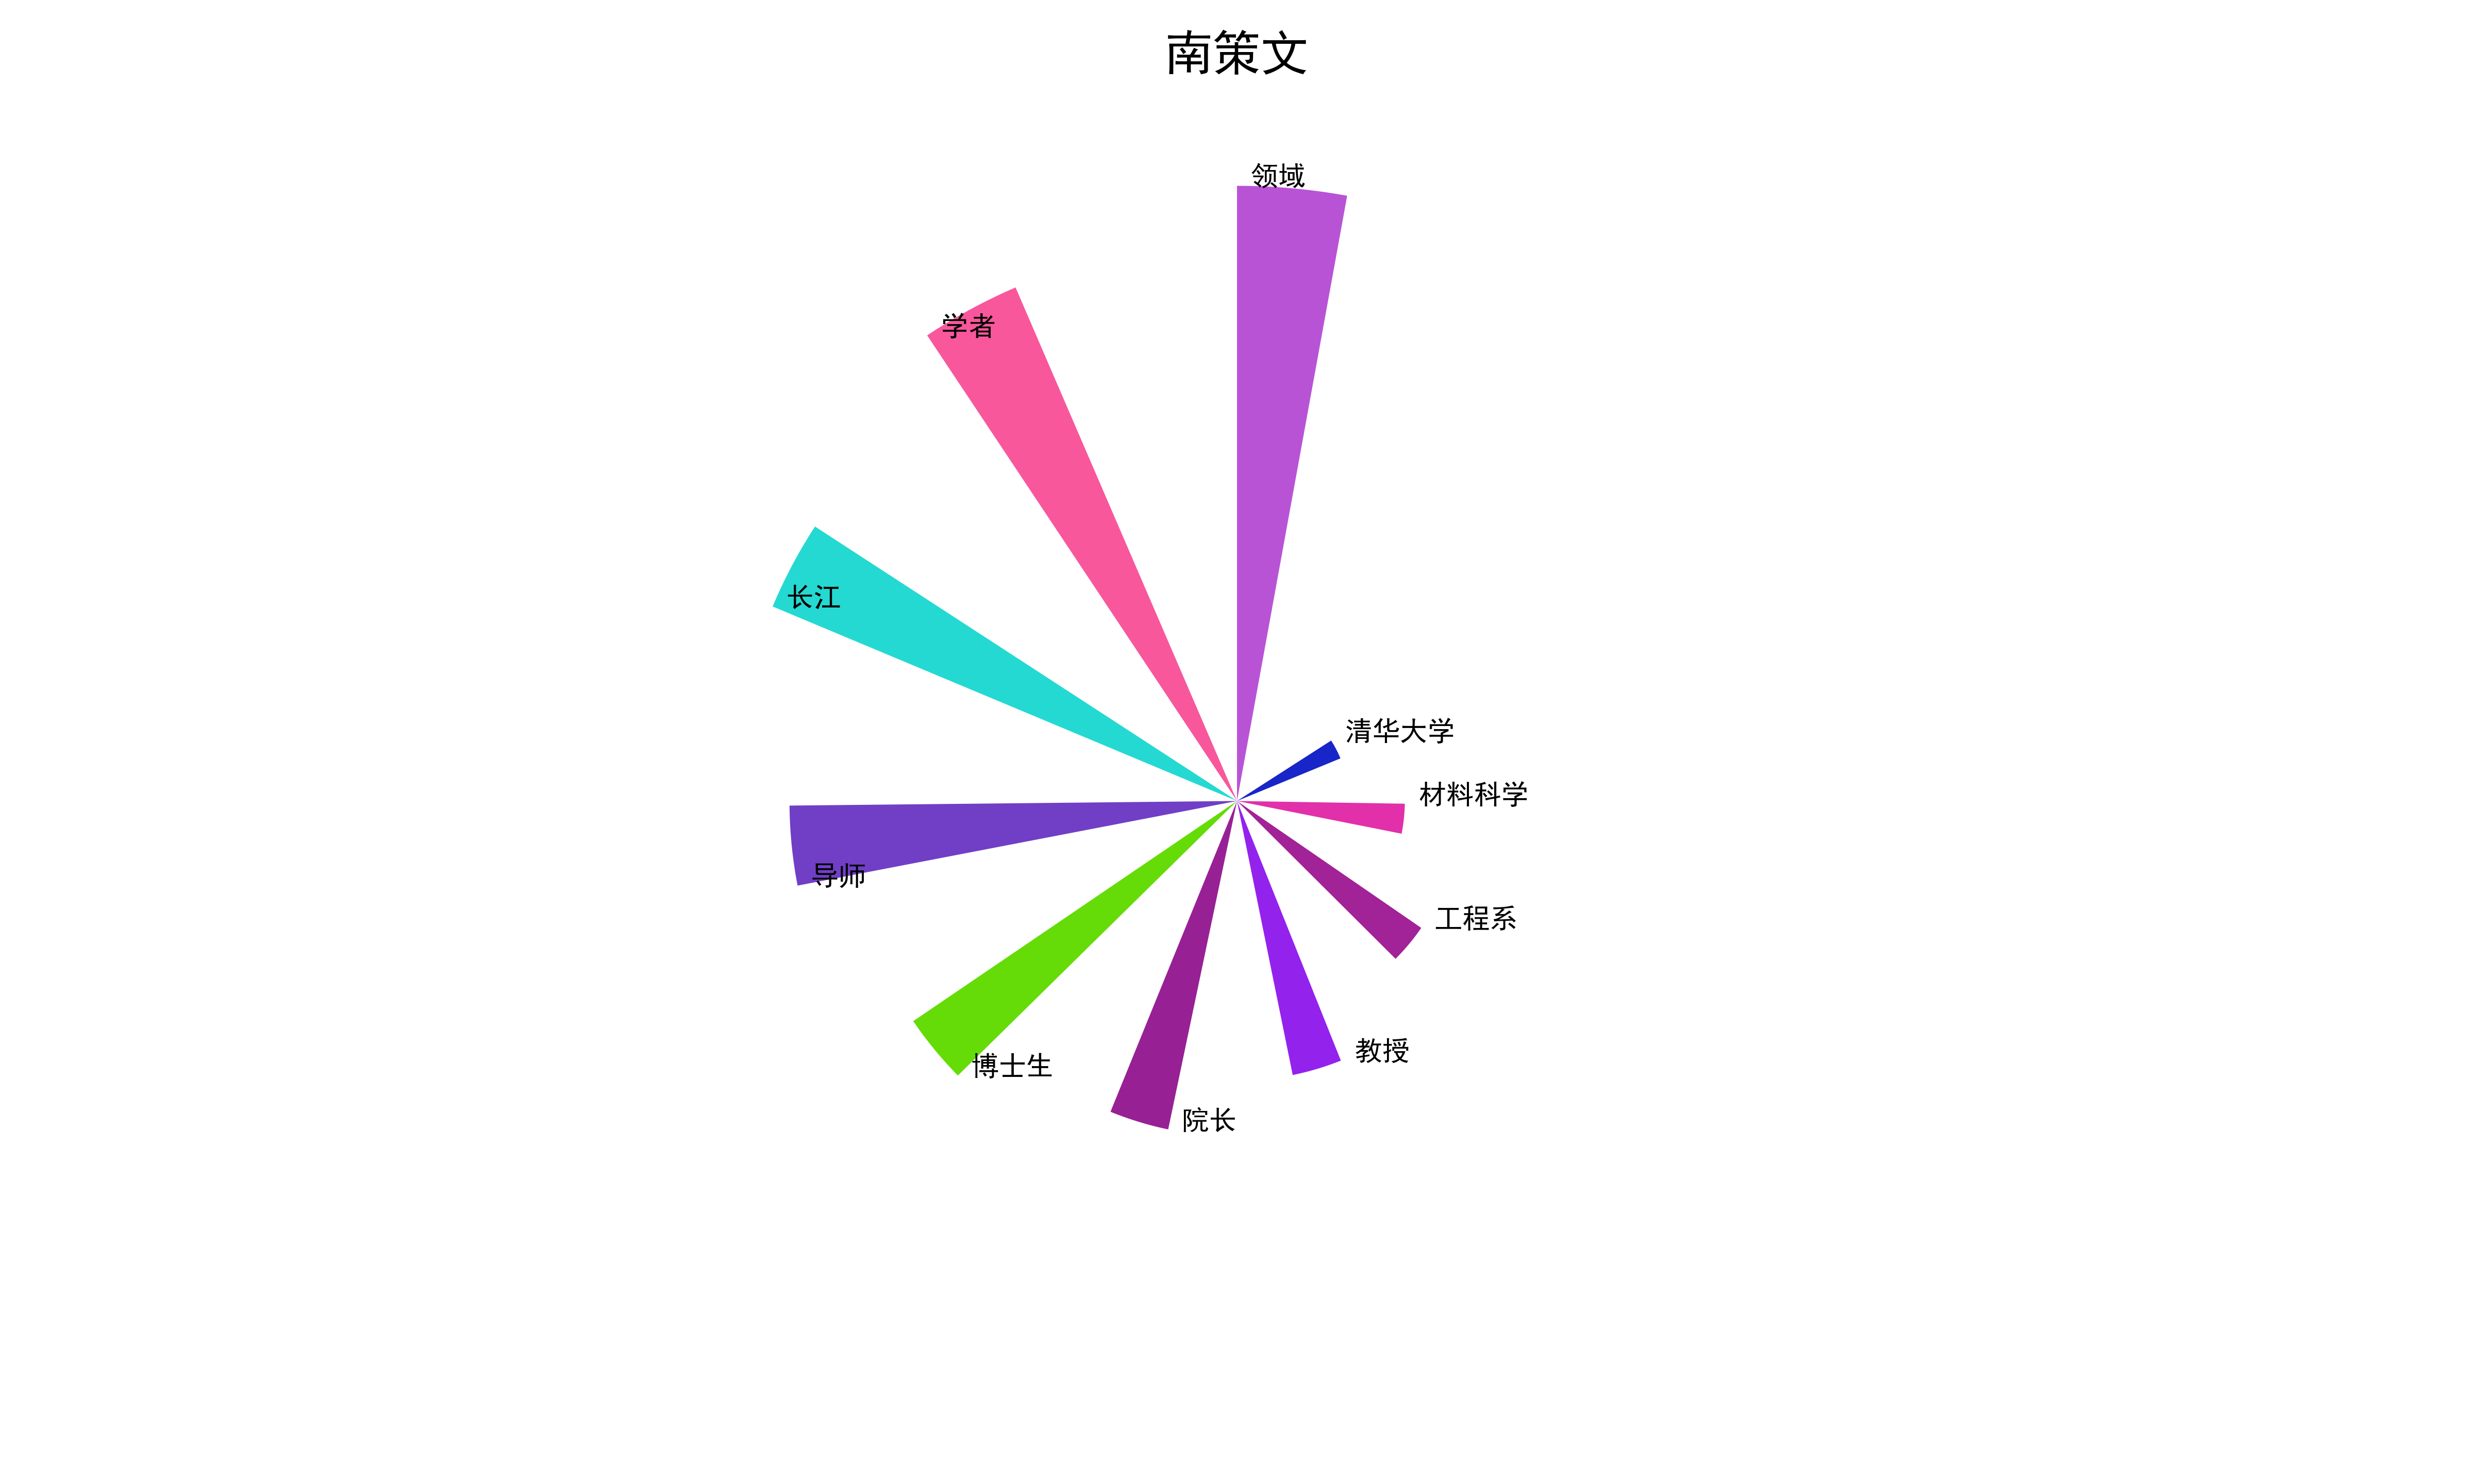 南策文
领域
学者
长江
清华大学
材料科学
导师
工程系
教授
博士生
院长